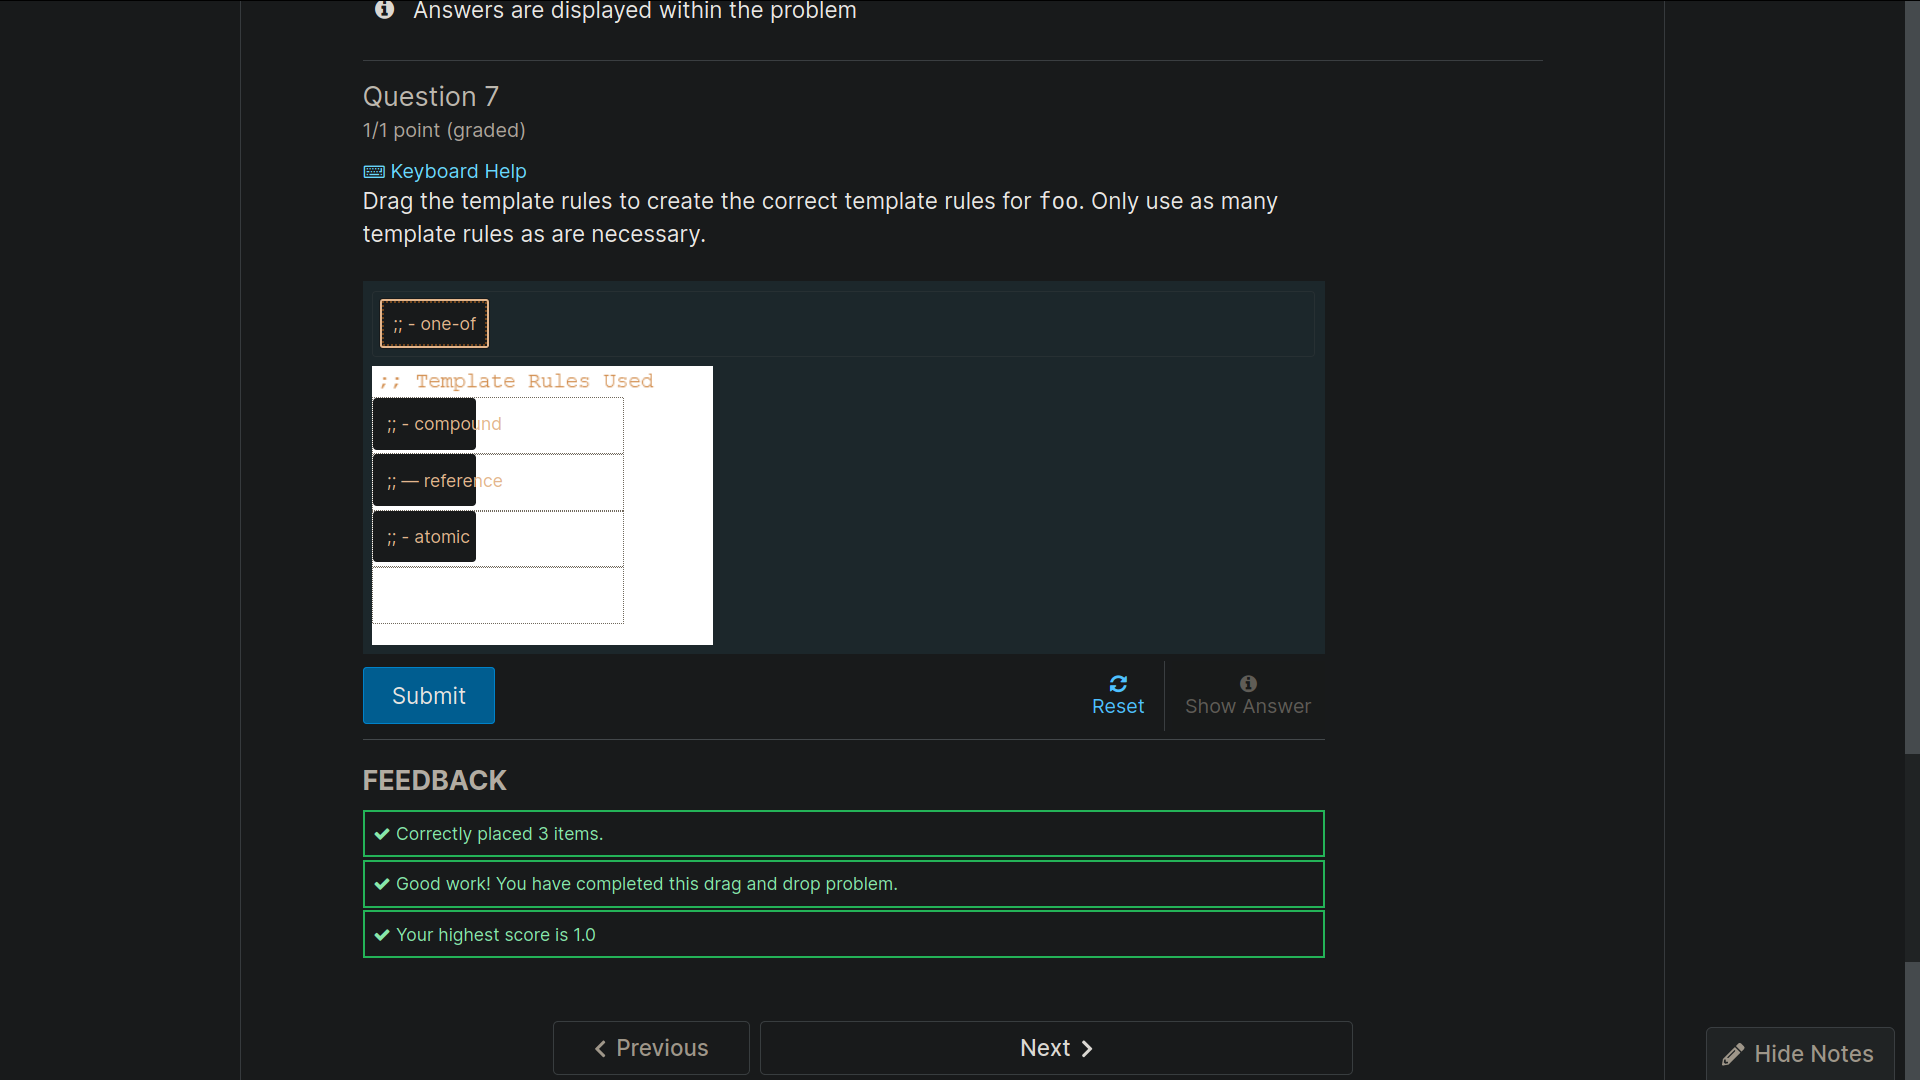 Answers are displayed within the problem
Question 7
1/1 point (graded)
Keyboard Help
Drag the template rules to create the correct template rules for foo. Only use as many
template rules as are necessary.
;; - one-of
;; Template Rules Used
;; - compound
;; — reference
;; - atomic
Submit
Reset
Show Answer
FEEDBACK
Correctly placed 3 items.
Good work! You have completed this drag and drop problem.
Your highest score is 1.0
Previous
Next
Hide Notes